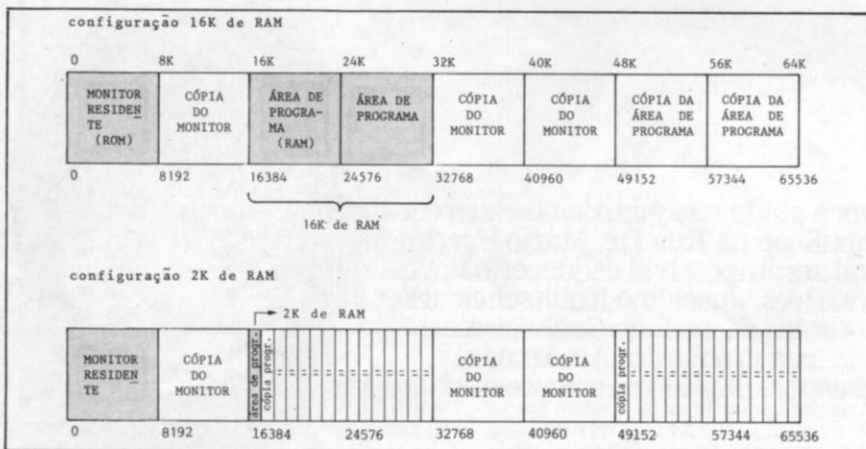 configuração 16K de RAM
0 8K 16K 24K 32K 40K 48K 56K 64K
MONITOR
RESIDEN
TE
(ROM)
CÓPIA
DO
MONITOR
ÁREA DE
PROGRA-
MA
(RAM)
ÁREA DE
PROGRAMA
CÓPIA
DO
MONITOR
CÓPIA
DO
MONITOR
CÓPIA DA
ÁREA DE
PROGRAMA
CÓPIA DA
ÁREA DE
PROGRAMA
0 8192 16384 24576 32768 40960 49152 57344 65536
16K de RAM
configuração 2K de RAM
2K de RAM
MONITOR
RESIDEN
TE
CÓPIA
DO
MONITOR
área de progr.
cópia progr.
CÓPIA
DO
MONITOR
CÓPIA
DO
MONITOR
cópia progr.
0 8192 16384 24576 32768 40960 49152 57344 65536